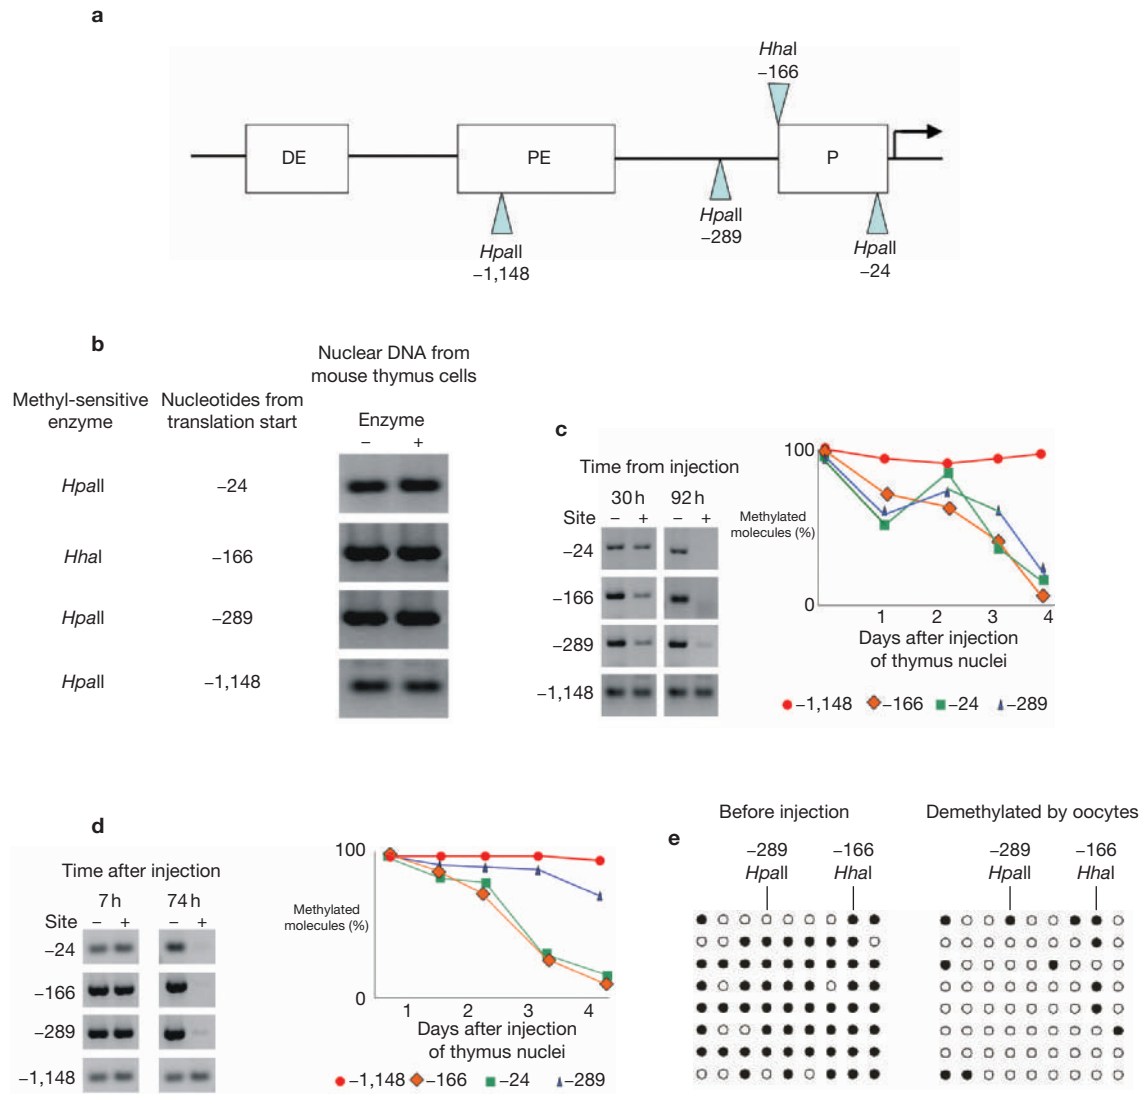 a
HhaI
−166
DE
PE
P
HpaII
−1,148
HpaII
−289
HpaII
−24
b
Methyl-sensitive
enzyme
Nucleotides from
translation start
Nuclear DNA from
mouse thymus cells
Enzyme
− +
HpaII −24
HhaI −166
HpaII −289
HpaII −1,148
c
Time from injection
30 h 92 h
Site − + − +
−24
−166
−289
−1,148
100
Methylated
molecules (%)
0
1 2 3 4
Days after injection
of thymus nuclei
−1,148 −166 −24 −289
d
Time after injection
7 h 74 h
Site − + − +
−24
−166
−289
−1,148
100
Methylated
molecules (%)
0
1 2 3 4
Days after injection
of thymus nuclei
−1,148 −166 −24 −289
e
Before injection
−289 −166
HpaII HhaI
Demethylated by oocytes
−289 −166
HpaII HhaI